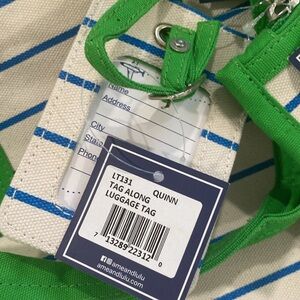 Name
Address
City
State
Phone
LT131 QUINN
TAG ALONG
LUGGAGE TAG
7 13289 22312 0
@ameandlulu
ameandlulu.com